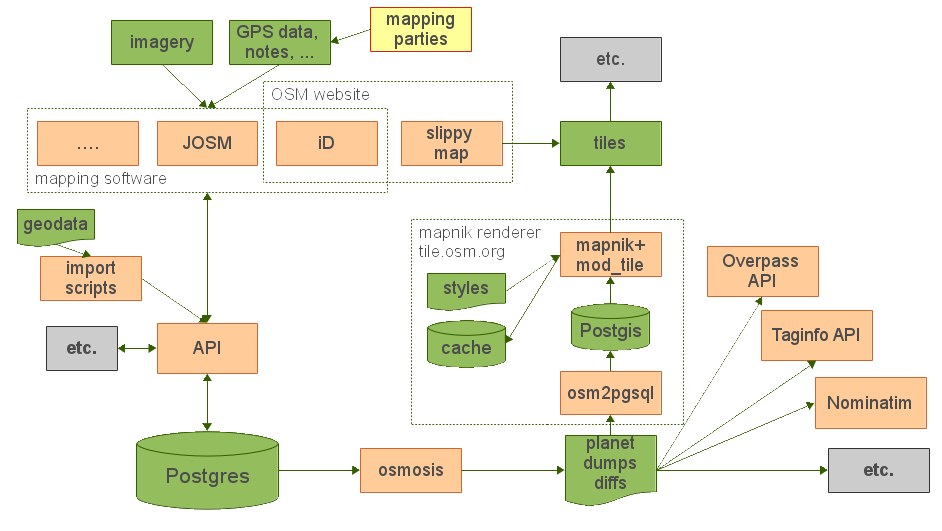 imagery
GPS data,
notes, ...
mapping
parties
etc.
OSM website
....
JOSM
iD
slippy
map
tiles
mapping software
geodata
import
scripts
mapnik renderer
tile.osm.org
mapnik+
mod_tile
styles
cache
Postgis
Overpass
API
Taginfo API
etc.
API
osm2pgsql
Nominatim
Postgres
osmosis
planet
dumps
diffs
etc.